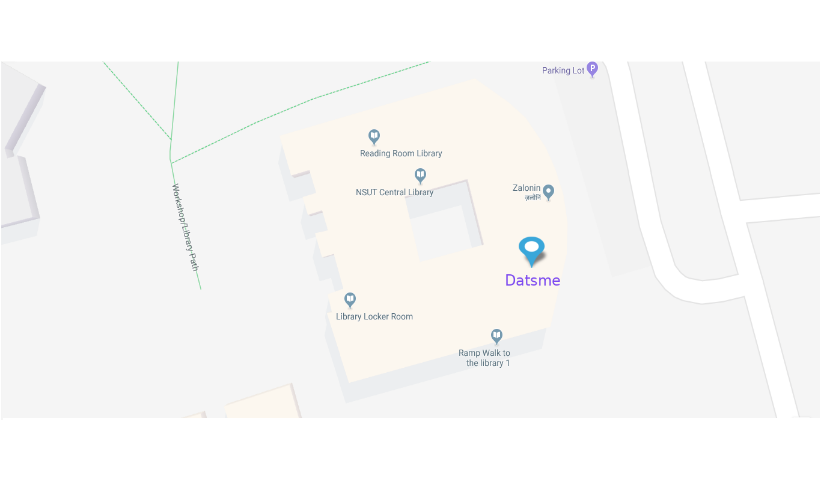 Parking Lot
P
Reading Room Library
NSUT Central Library
Zalonin
Datsme
Workshop/Library Path
Library Locker Room
Ramp Walk to
the library 1